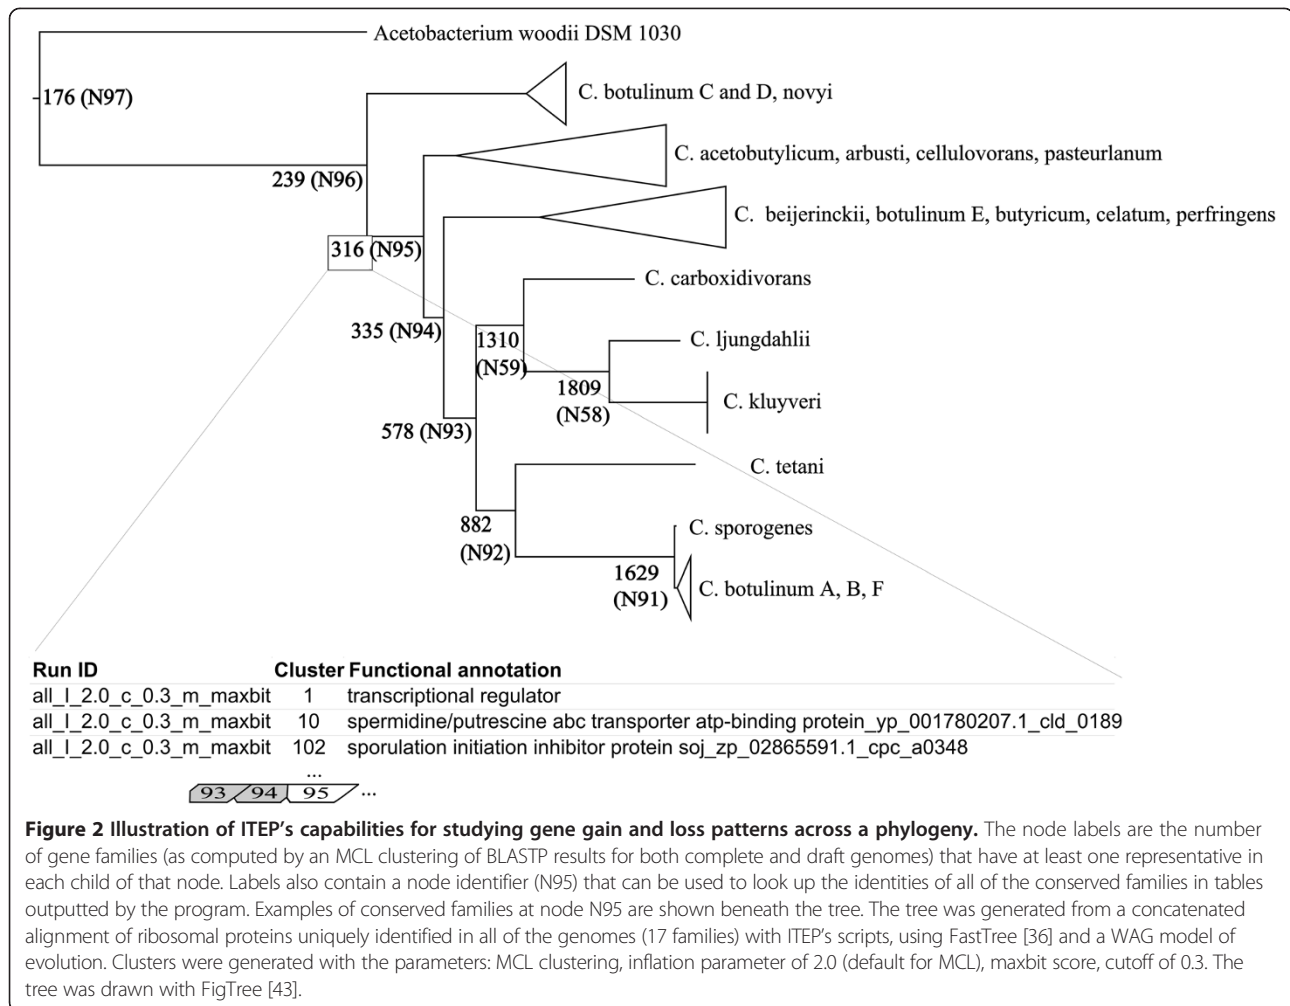 Acetobacterium woodii DSM 1030
176 (N97)
C. botulinum C and D, novyi
C. acetobutylicum, arbusti, cellulovorans, pasteurlanum
239 (N96)
C. beijerinckii, botulinum E, butyricum, celatum, perfringens
316 (N95)
C. carboxidivorans
335 (N94)
1310
(N59)
C. ljungdahlii
1809
(N58)
C. kluyveri
578 (N93)
C. tetani
882
(N92)
C. sporogenes
1629
(N91)
C. botulinum A, B, F
Run ID Cluster Functional annotation
all_I_2.0_c_0.3_m_maxbit 1 transcriptional regulator
all_I_2.0_c_0.3_m_maxbit 10 spermidine/putrescine abc transporter atp-binding protein_yp_001780207.1_cld_0189
all_I_2.0_c_0.3_m_maxbit 102 sporulation initiation inhibitor protein soj_zp_02865591.1_cpc_a0348
...
93 94 95 ...
Figure 2 Illustration of ITEP's capabilities for studying gene gain and loss patterns across a phylogeny. The node labels are the number
of gene families (as computed by an MCL clustering of BLASTP results for both complete and draft genomes) that have at least one representative in
each child of that node. Labels also contain a node identifier (N95) that can be used to look up the identities of all of the conserved families in tables
outputted by the program. Examples of conserved families at node N95 are shown beneath the tree. The tree was generated from a concatenated
alignment of ribosomal proteins uniquely identified in all of the genomes (17 families) with ITEP's scripts, using FastTree [36] and a WAG model of
evolution. Clusters were generated with the parameters: MCL clustering, inflation parameter of 2.0 (default for MCL), maxbit score, cutoff of 0.3. The
tree was drawn with FigTree [43].